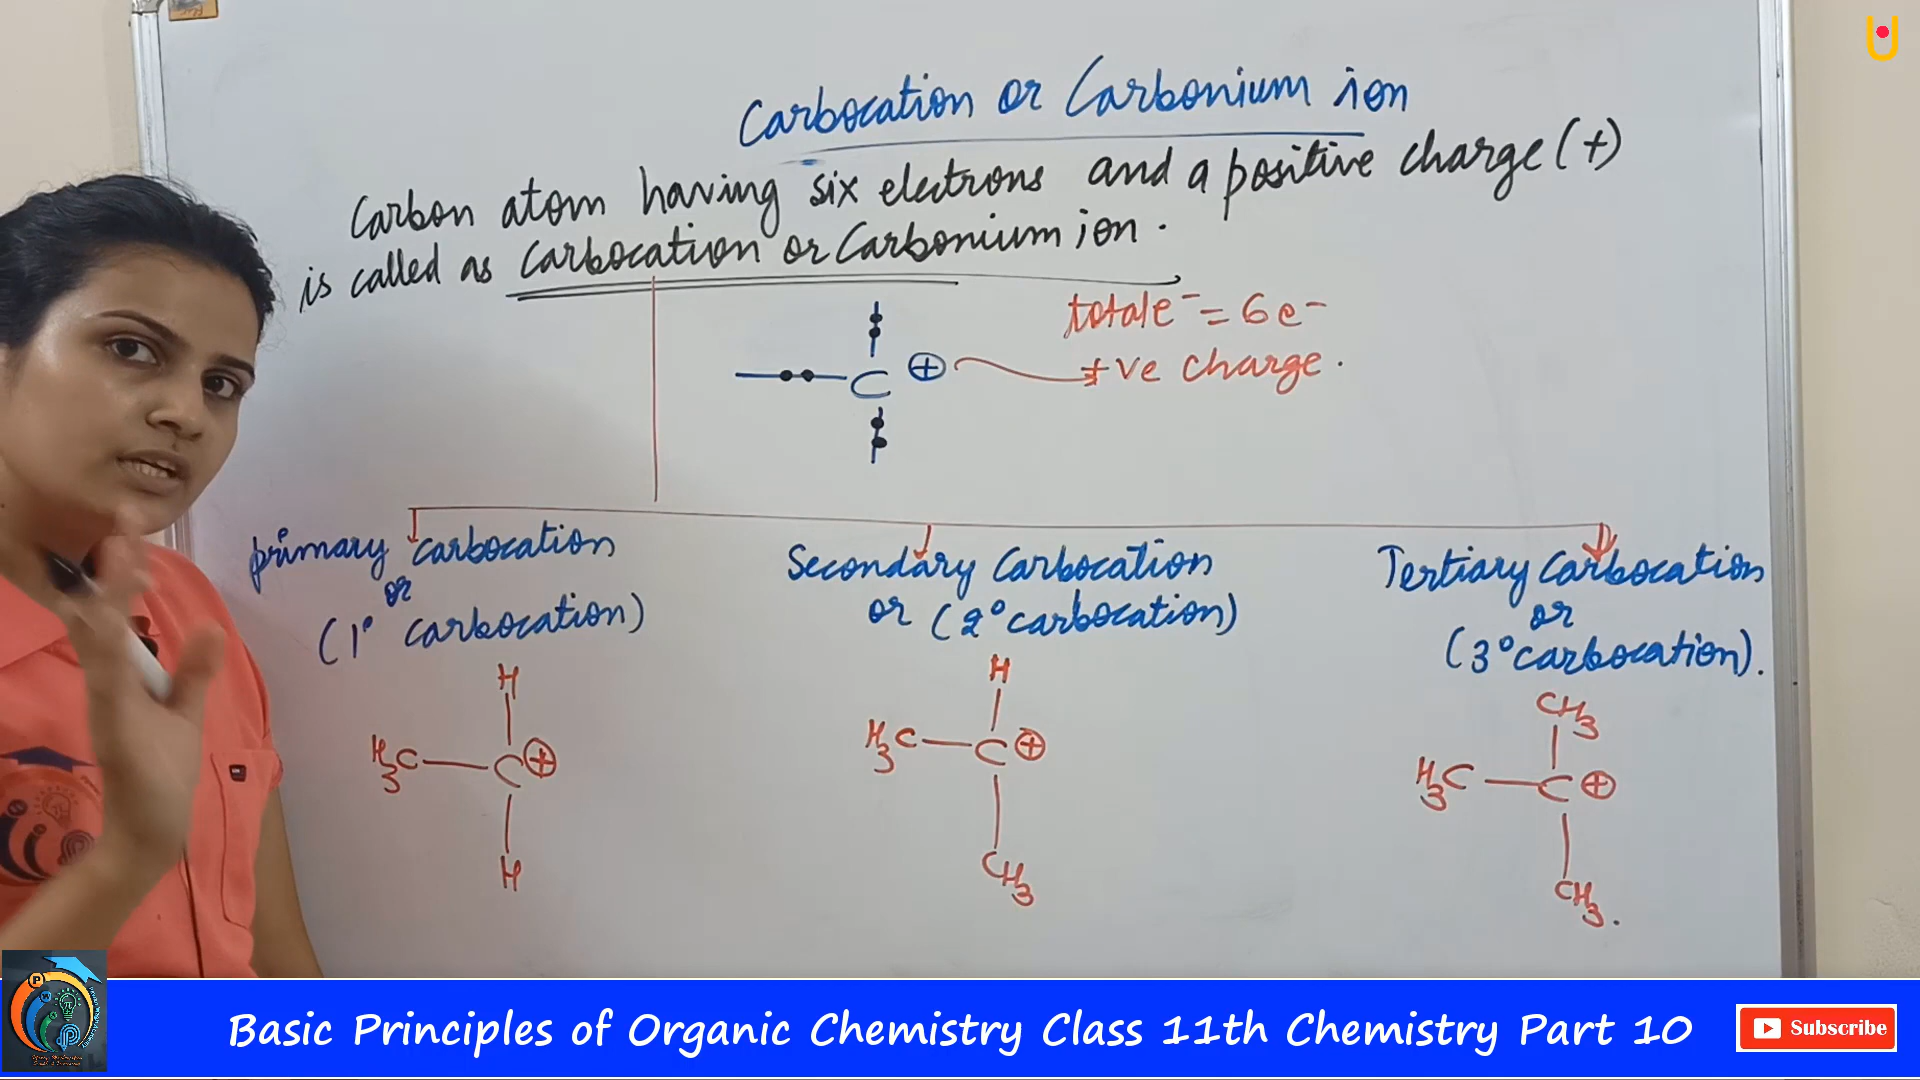 Carbocation or Carbonium ion
Carbon atom having six electrons and a positive charge (+)
is called as Carbocation or Carbonium ion.
total e⁻ = 6 e⁻
C ⊕
+ve charge.
primary carbocation
or
(1° carbocation)
Secondary Carbocation
or (2° carbocation)
Tertiary Carbocation
or
(3° carbocation).
H
H₃C — C ⊕
H
H
H₃C — C ⊕
CH₃
CH₃
H₃C — C ⊕
CH₃.
Basic Principles of Organic Chemistry Class 11th Chemistry Part 10
Subscribe